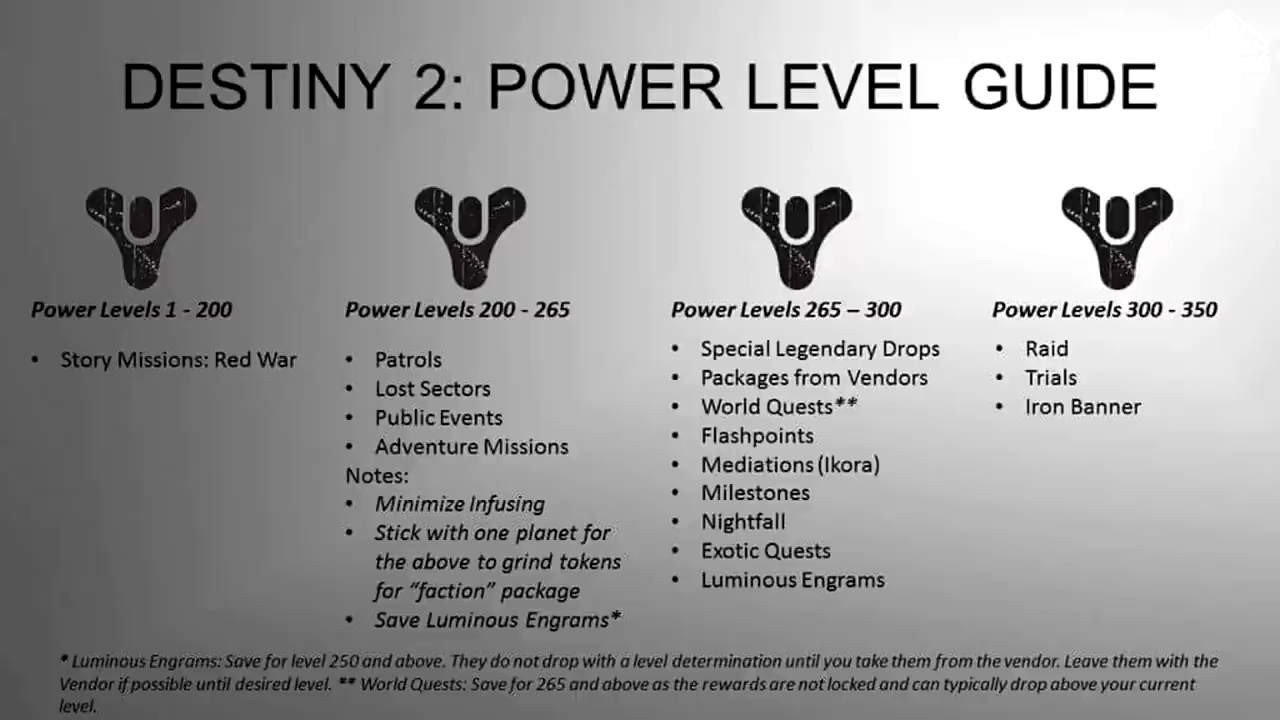 DESTINY 2: POWER LEVEL GUIDE
Power Levels 1 - 200
• Story Missions: Red War
Power Levels 200 - 265
• Patrols
• Lost Sectors
• Public Events
• Adventure Missions
Notes:
• Minimize Infusing
• Stick with one planet for
the above to grind tokens
for “faction” package
• Save Luminous Engrams*
Power Levels 265 – 300
• Special Legendary Drops
• Packages from Vendors
• World Quests**
• Flashpoints
• Mediations (Ikora)
• Milestones
• Nightfall
• Exotic Quests
• Luminous Engrams
Power Levels 300 - 350
• Raid
• Trials
• Iron Banner
* Luminous Engrams: Save for level 250 and above. They do not drop with a level determination until you take them from the vendor. Leave them with the
Vendor if possible until desired level. ** World Quests: Save for 265 and above as the rewards are not locked and can typically drop above your current
level.